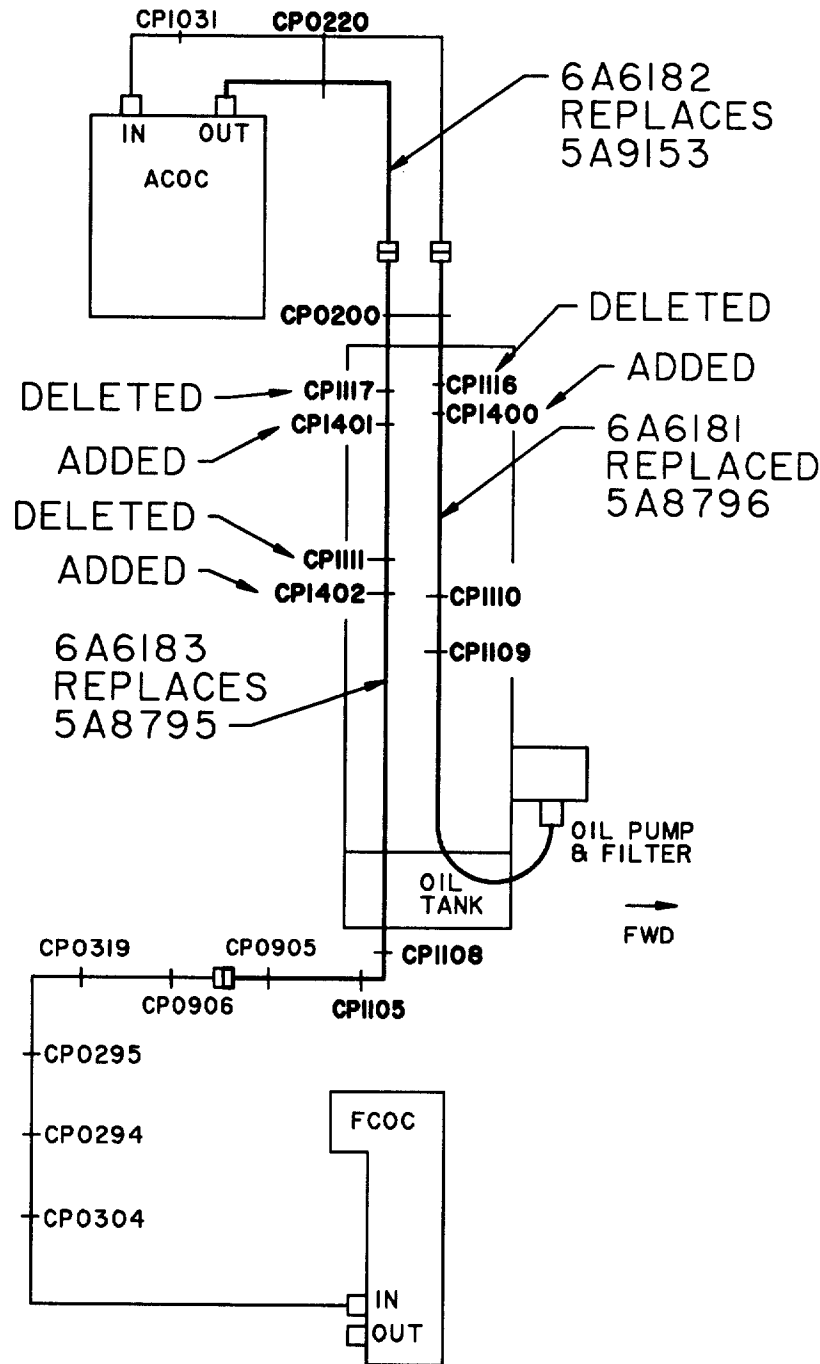 CP1031
CP0220
6A6182
REPLACES
5A9153
IN
OUT
ACOC
CP0200
DELETED
DELETED
CP1117
CP1116
ADDED
CP1401
CP1400
ADDED
6A6181
REPLACED
5A8796
DELETED
CP1111
ADDED
CP1402
CP1110
CP1109
6A6183
REPLACES
5A8795
OIL PUMP
& FILTER
OIL
TANK
FWD
CP0319
CP0905
CP1108
CP0906
CP1105
CP0295
FCOC
CP0294
CP0304
IN
OUT